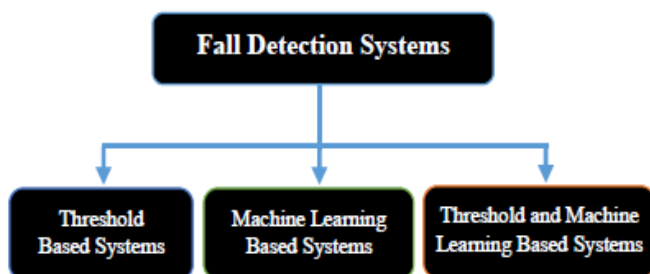 Fall Detection Systems
Threshold
Based Systems
Machine Learning
Based Systems
Threshold and Machine
Learning Based Systems